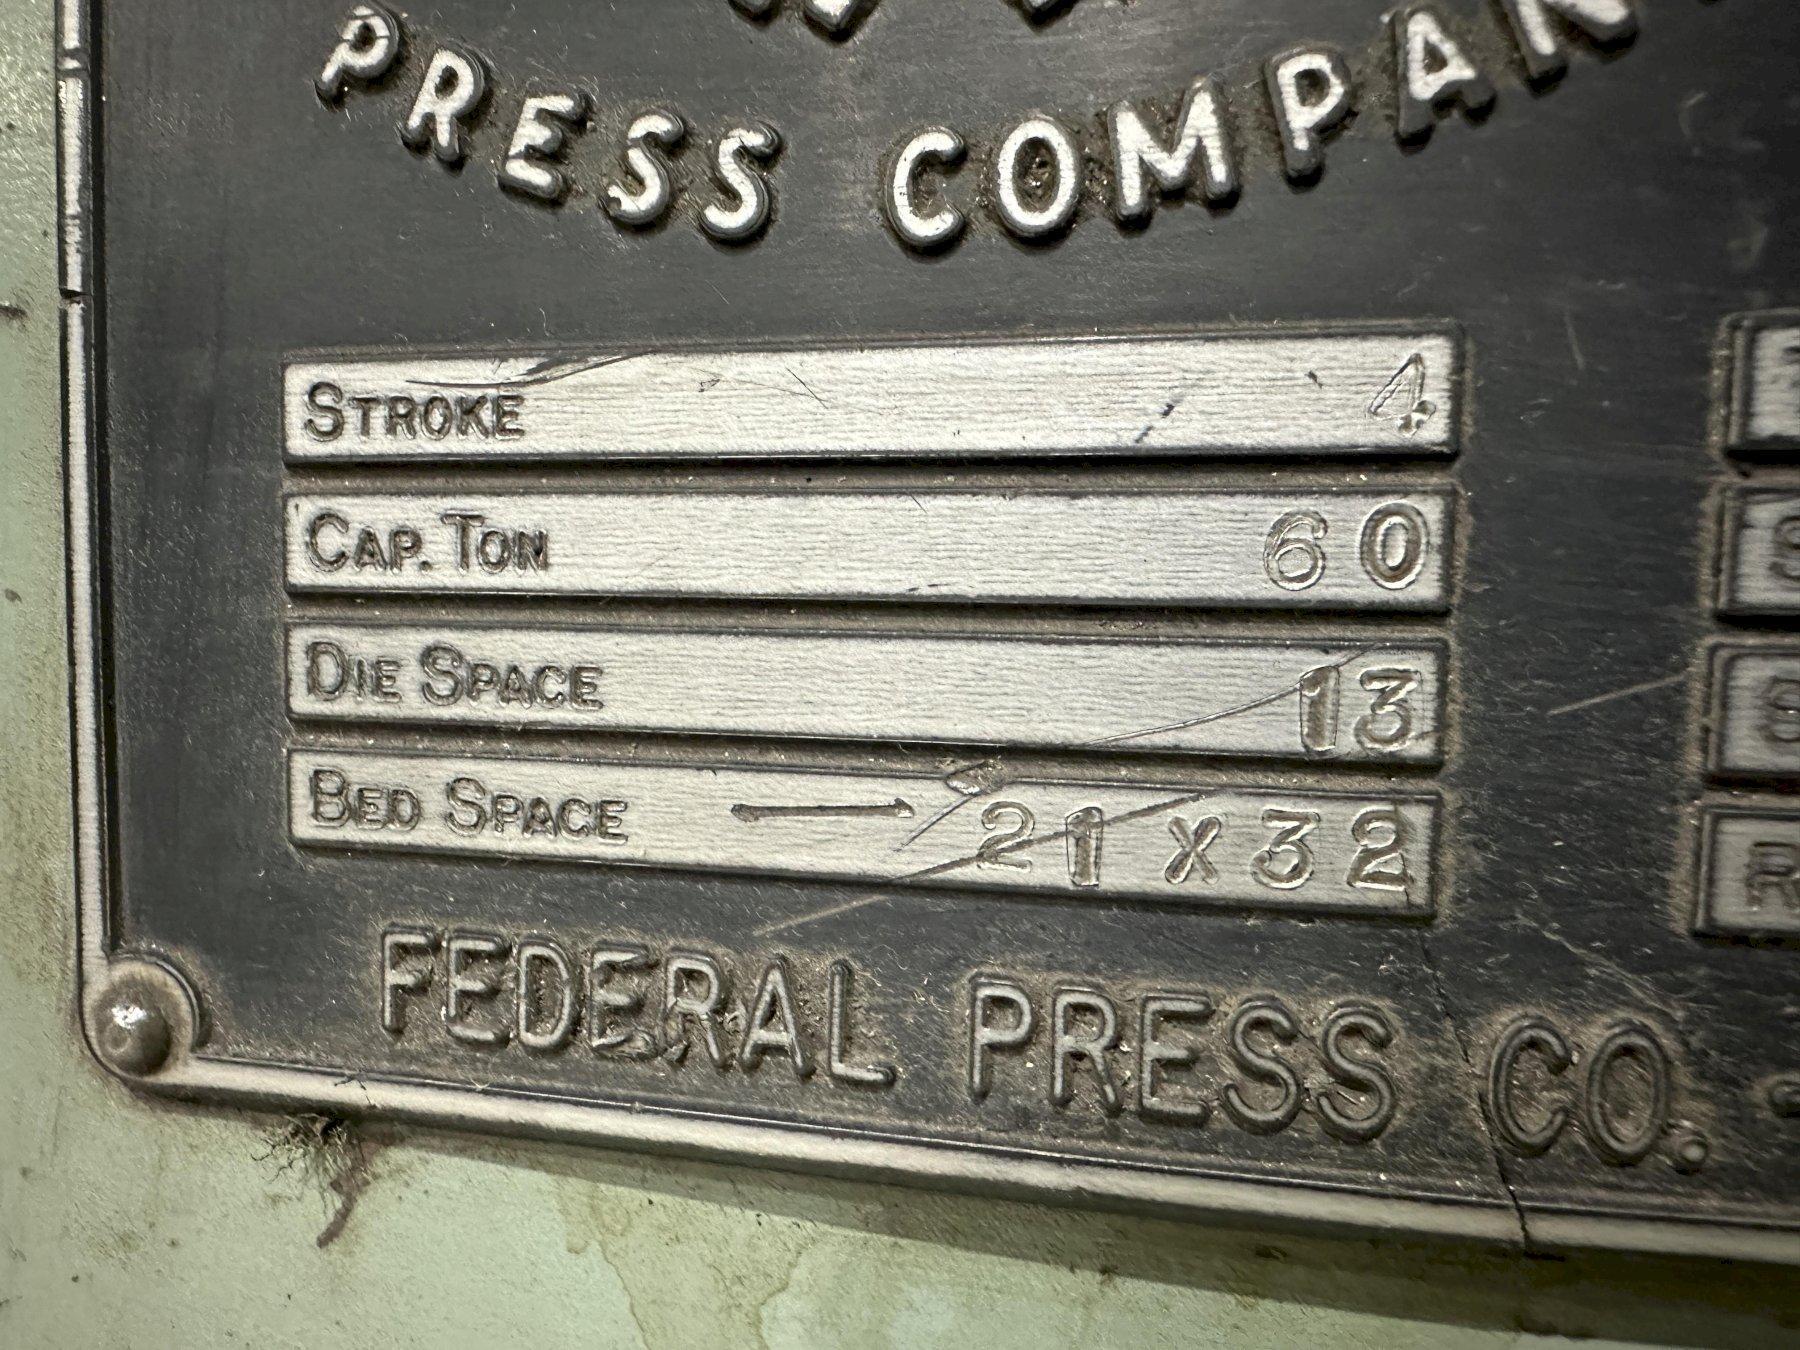 PRESS COMPAN
STROKE 4
CAP. TON 60
DIE SPACE 13
BED SPACE 21 X 32
FEDERAL PRESS CO.